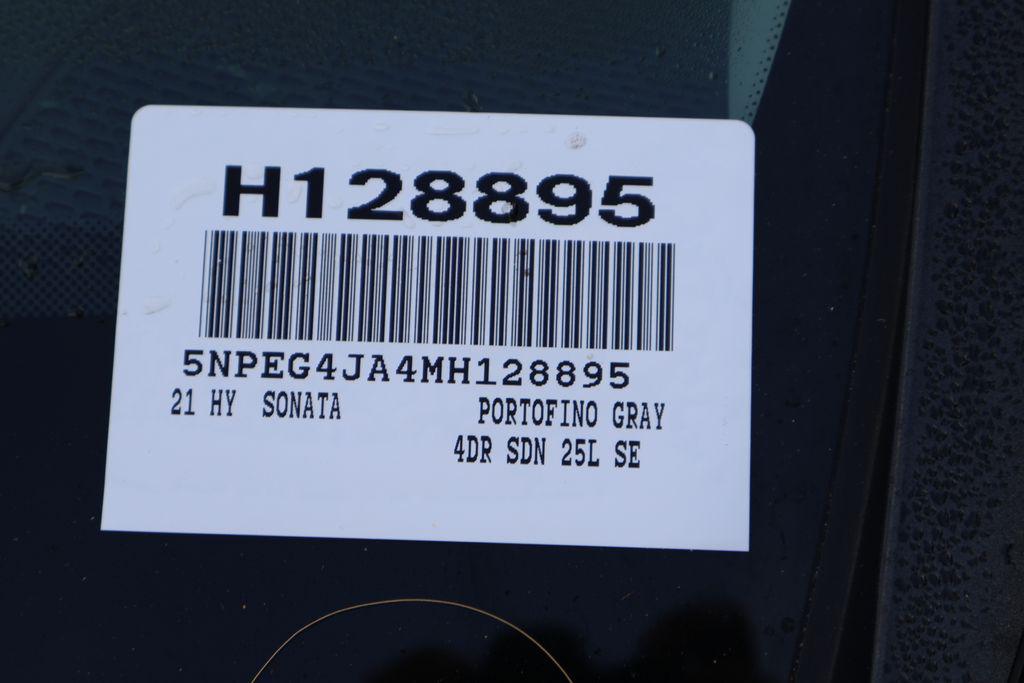 H128895
5NPEG4JA4MH128895
21 HY SONATA PORTOFINO GRAY
4DR SDN 25L SE